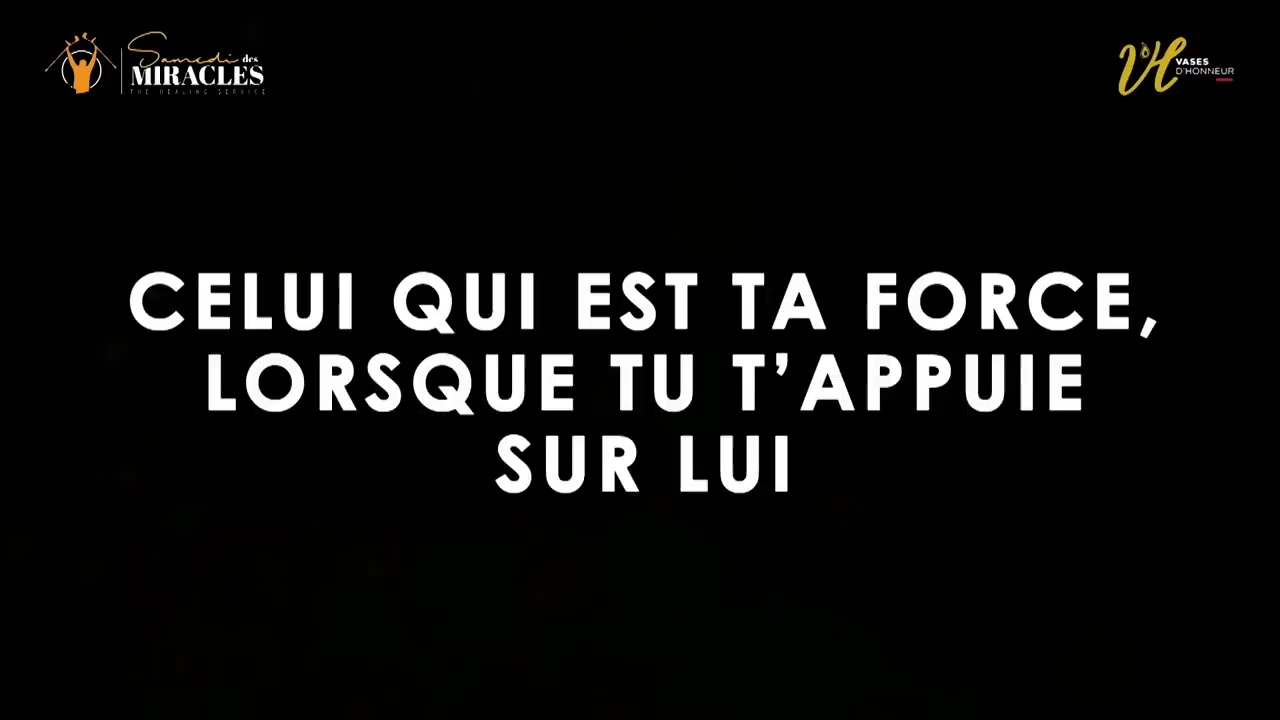 Samedi des
MIRACLES
THE HEALING SERVICE
VH VASES
D'HONNEUR
CELUI QUI EST TA FORCE,
LORSQUE TU T’APPUIE
SUR LUI